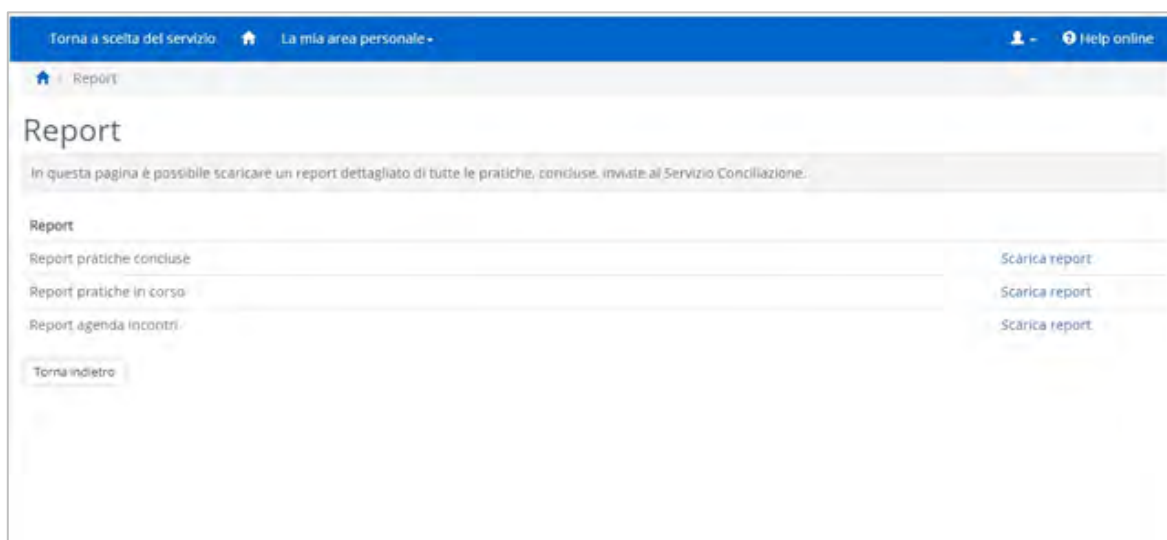 Torna a scelta del servizio La mia area personale Help online
Report
Report
In questa pagina è possibile scaricare un report dettagliato di tutte le pratiche, concluse, inviate al Servizio Conciliazione.
Report
Report pratiche concluse Scarica report
Report pratiche in corso Scarica report
Report agenda incontri Scarica report
Torna indietro